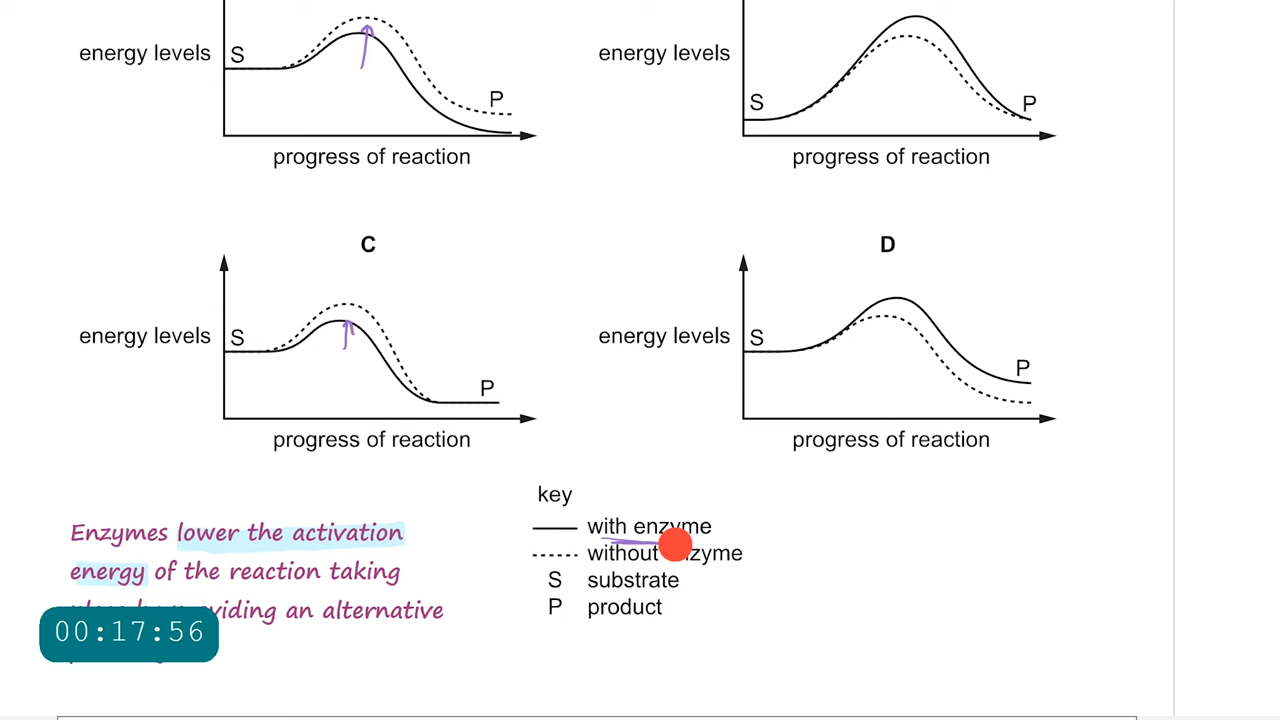 energy levels S P
progress of reaction
energy levels S P
progress of reaction
C
energy levels S P
progress of reaction
D
energy levels S P
progress of reaction
key
with enzyme
without
S substrate
P product
Enzymes lower the activation
energy of the reaction taking
an alternative
00:17:56